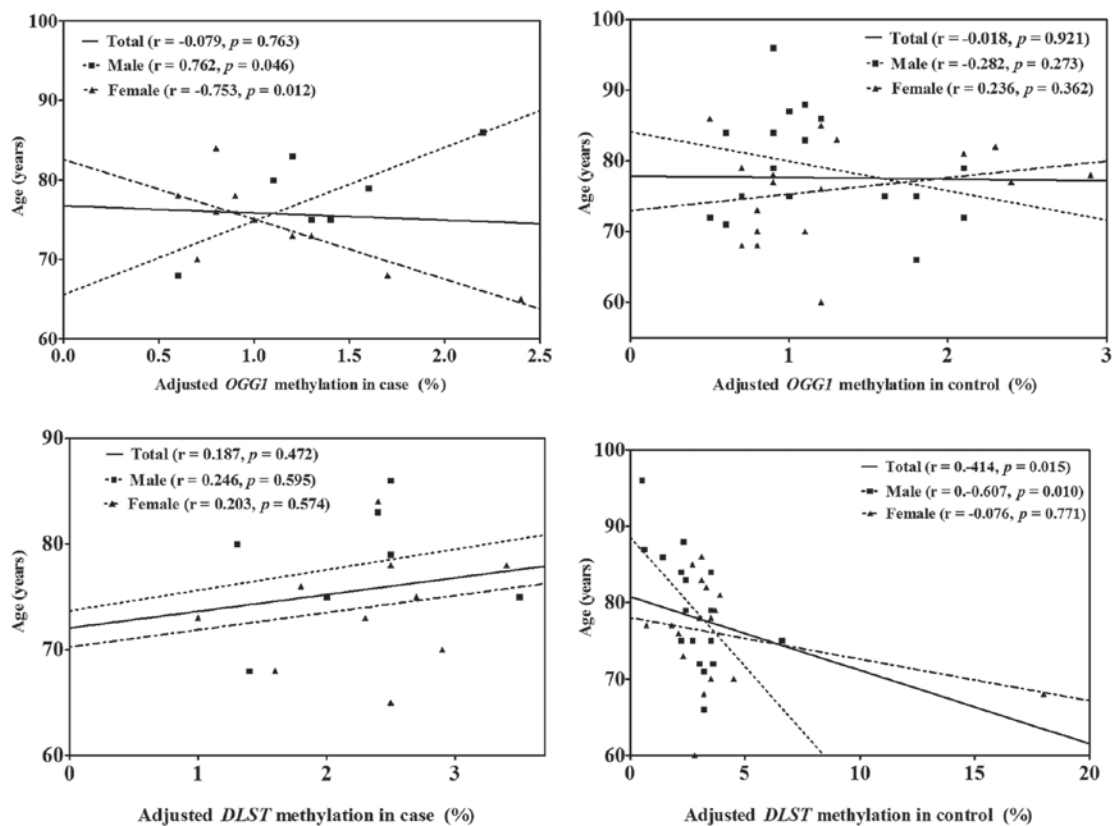 100
90
80
70
60
Age (years)
Total (r = -0.079, p = 0.763)
Male (r = 0.762, p = 0.046)
Female (r = -0.753, p = 0.012)
0.0 0.5 1.0 1.5 2.0 2.5
Adjusted OGG1 methylation in case (%)
100
90
80
70
60
Age (years)
Total (r = -0.018, p = 0.921)
Male (r = -0.282, p = 0.273)
Female (r = 0.236, p = 0.362)
0 1 2 3
Adjusted OGG1 methylation in control (%)
90
80
70
60
Age (years)
Total (r = 0.187, p = 0.472)
Male (r = 0.246, p = 0.595)
Female (r = 0.203, p = 0.574)
0 1 2 3
Adjusted DLST methylation in case (%)
100
90
80
70
60
Age (years)
Total (r = 0.-414, p = 0.015)
Male (r = 0.-607, p = 0.010)
Female (r = -0.076, p = 0.771)
0 5 10 15 20
Adjusted DLST methylation in control (%)